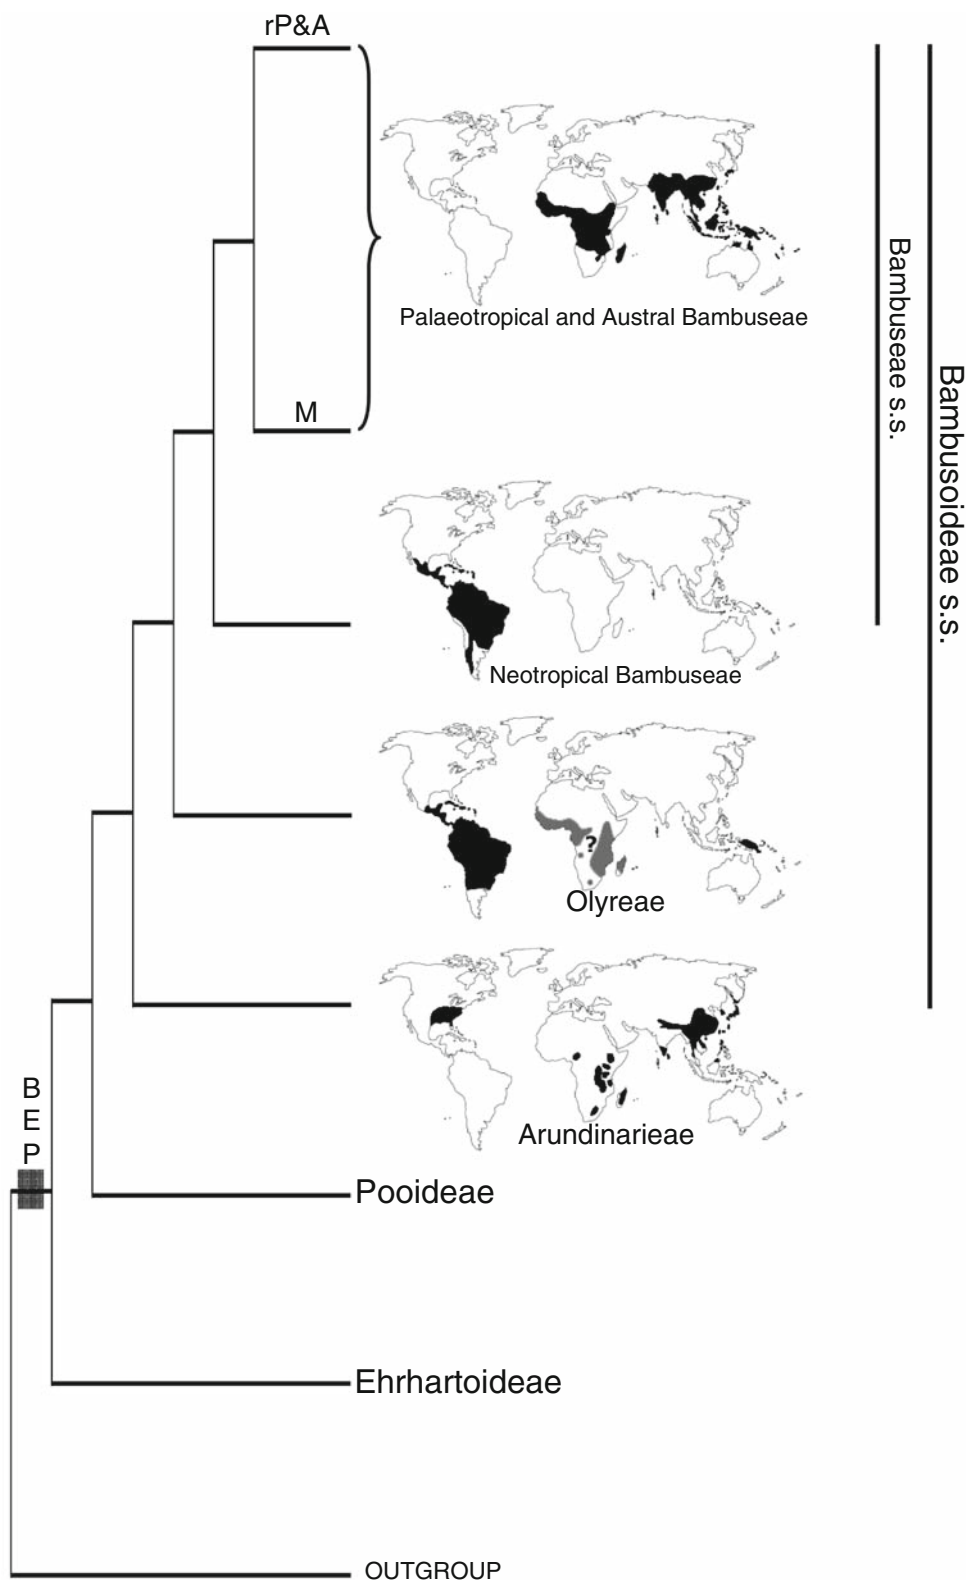 rP&A
Palaeotropical and Austral Bambuseae
M
Bambuseae s.s.
Bambusoideae s.s.
Neotropical Bambuseae
?
Olyreae
Arundinarieae
B
E
P
Pooideae
Ehrhartoideae
OUTGROUP